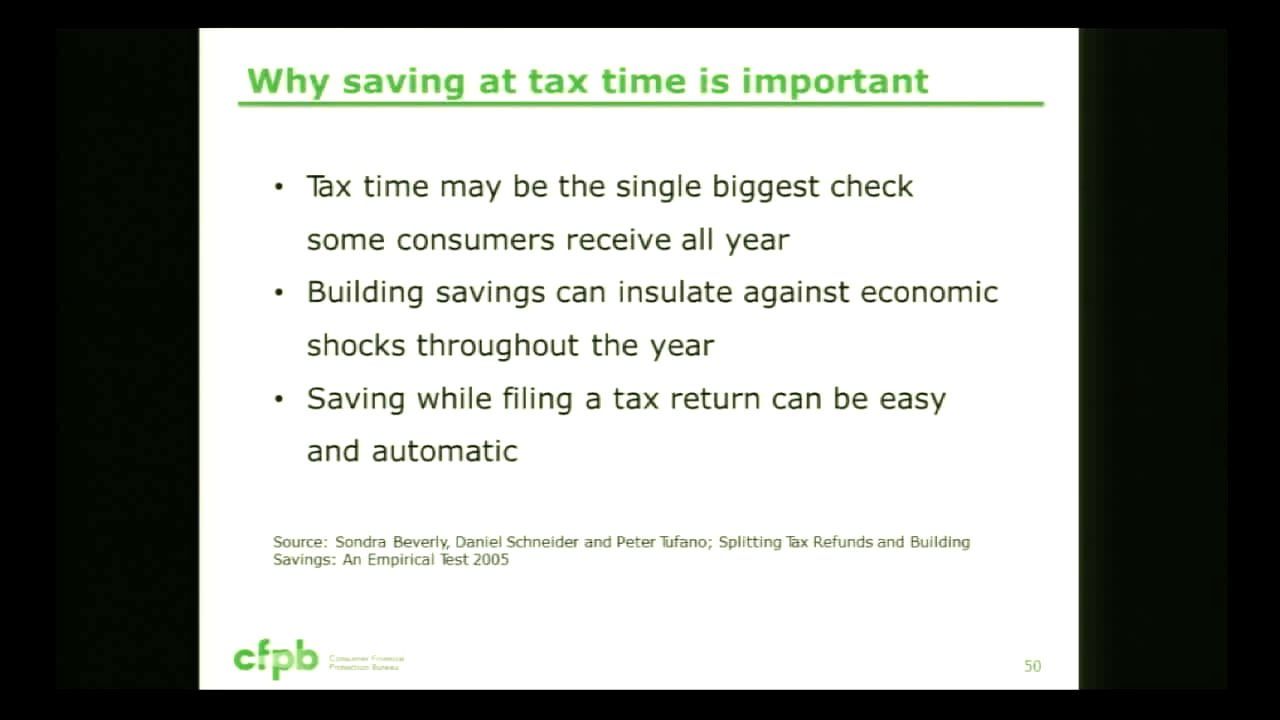 Why saving at tax time is important
• Tax time may be the single biggest check
some consumers receive all year
• Building savings can insulate against economic
shocks throughout the year
• Saving while filing a tax return can be easy
and automatic
Source: Sondra Beverly, Daniel Schneider and Peter Tufano; Splitting Tax Refunds and Building
Savings: An Empirical Test 2005
cfpb
Consumer Financial
Protection Bureau
50